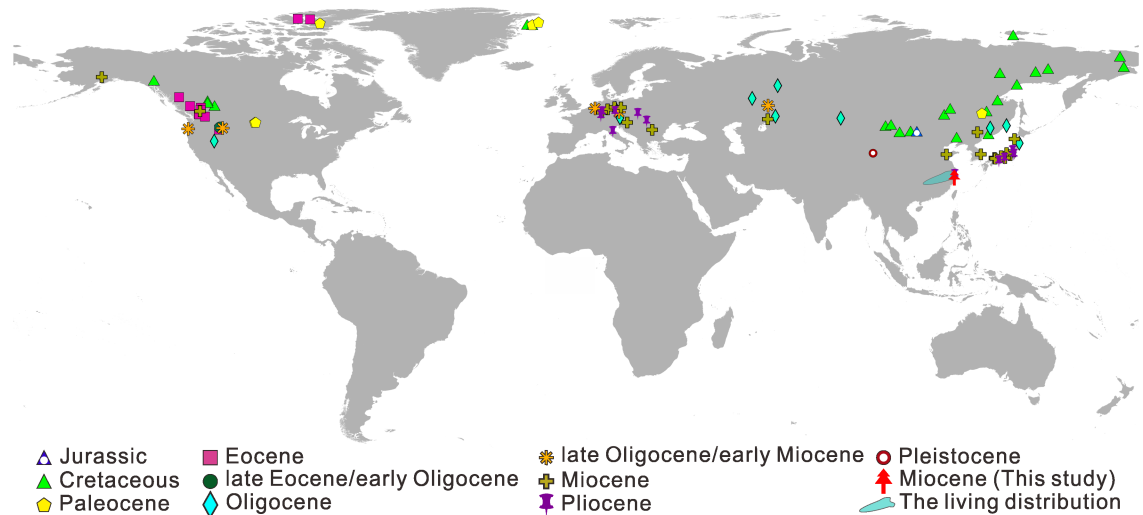 Jurassic
Cretaceous
Paleocene
Eocene
late Eocene/early Oligocene
Oligocene
late Oligocene/early Miocene
Miocene
Pliocene
Pleistocene
Miocene (This study)
The living distribution